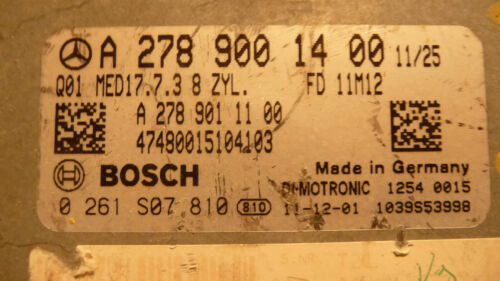 A 278 900 14 00 11/25
Q01 MED17.7.3 8 ZYL. FD 11M12
A 278 901 11 00
47480015104103
BOSCH Made in Germany
MOTRONIC 1254 0015
0 261 S07 810 810 11-12-01 1039S53998